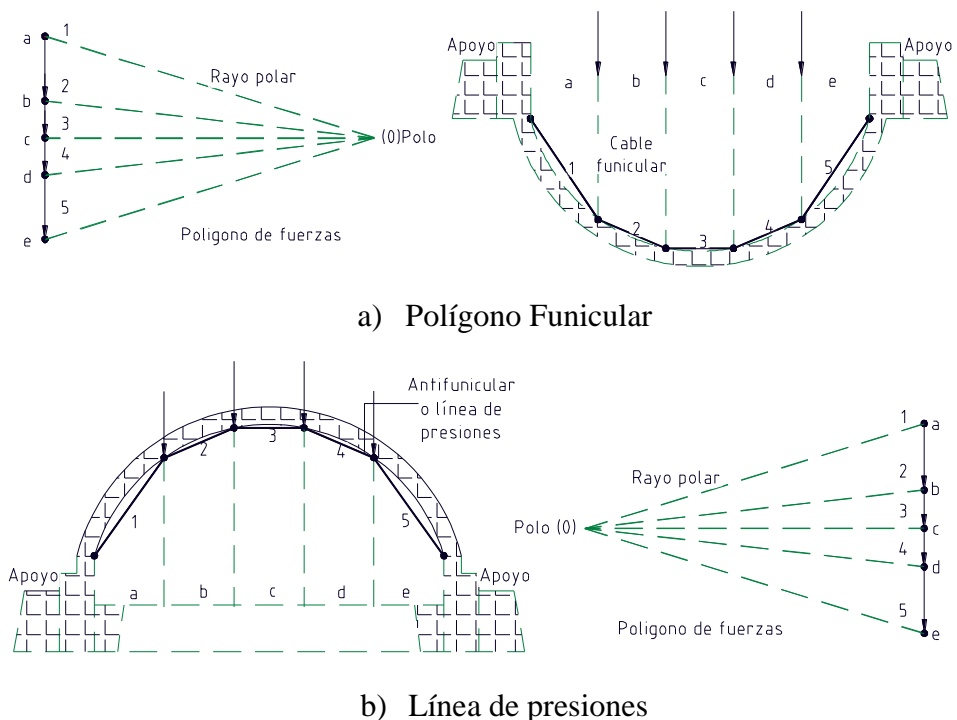 a
1
b
2
c
3
d
4
e
5
Rayo polar
(0)Polo
Poligono de fuerzas
Apoyo
Apoyo
a b c d e
Cable
funicular
1
2
3
4
5
a) Polígono Funicular
Antifunicular
o línea de
presiones
1
2
3
4
5
Apoyo
Apoyo
a b c d e
1
a
2
b
3
c
4
d
5
e
Rayo polar
Polo (0)
Poligono de fuerzas
b) Línea de presiones